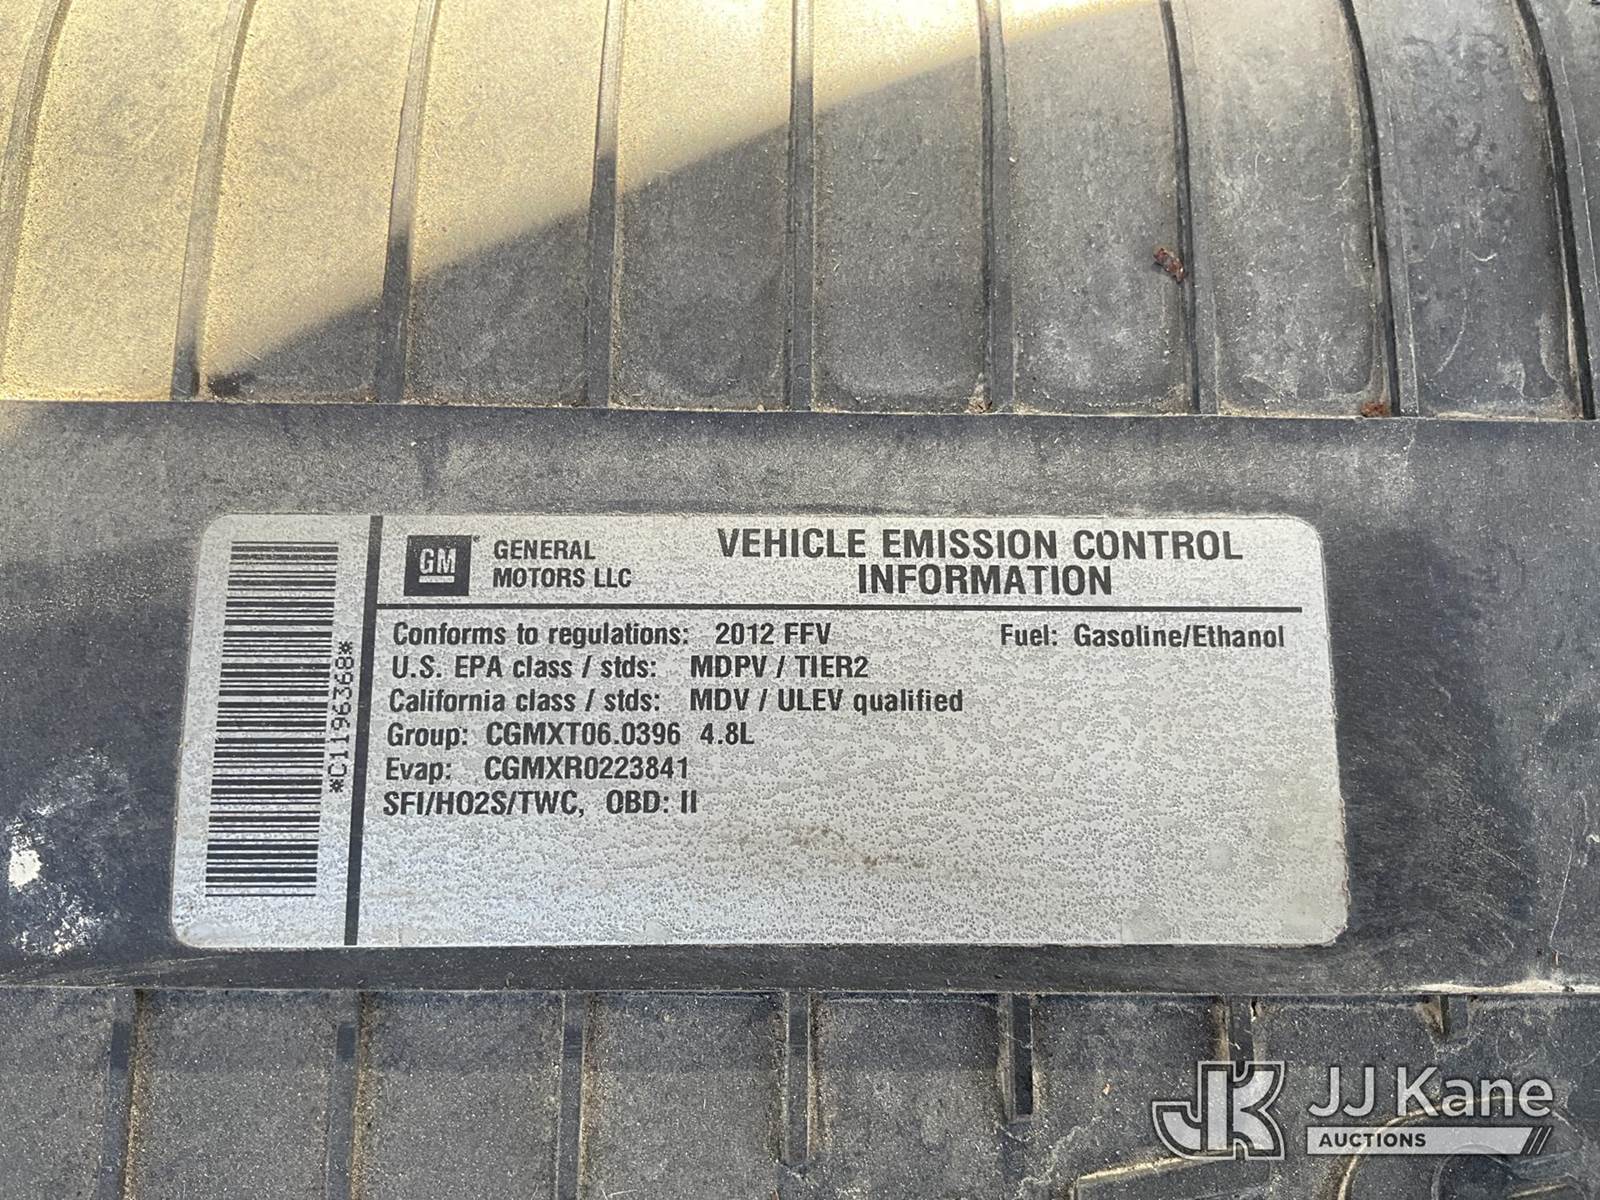 GM® GENERAL MOTORS LLC
VEHICLE EMISSION CONTROL
INFORMATION
Conforms to regulations: 2012 FFV Fuel: Gasoline/Ethanol
U.S. EPA class / stds: MDPV / TIER2
California class / stds: MDV / ULEV qualified
Group: CGMXT06.0396 4.8L
Evap: CGMXR0223841
SFI/HO2S/TWC, OBD: II
*C1196368*
JK JJ Kane
AUCTIONS